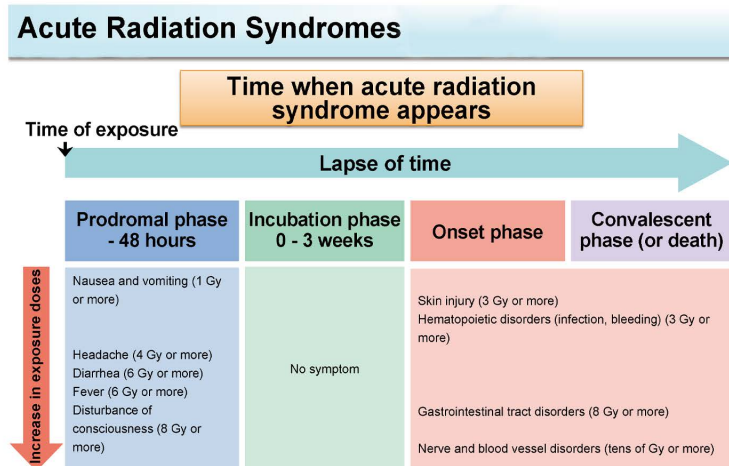 Acute Radiation Syndromes
Time when acute radiation
syndrome appears
Time of exposure
Lapse of time
Prodromal phase
- 48 hours
Incubation phase
0 - 3 weeks
Onset phase
Convalescent
phase (or death)
Increase in exposure doses
Nausea and vomiting (1 Gy
or more)
Headache (4 Gy or more)
Diarrhea (6 Gy or more)
Fever (6 Gy or more)
Disturbance of
consciousness (8 Gy or
more)
No symptom
Skin injury (3 Gy or more)
Hematopoietic disorders (infection, bleeding) (3 Gy or
more)
Gastrointestinal tract disorders (8 Gy or more)
Nerve and blood vessel disorders (tens of Gy or more)